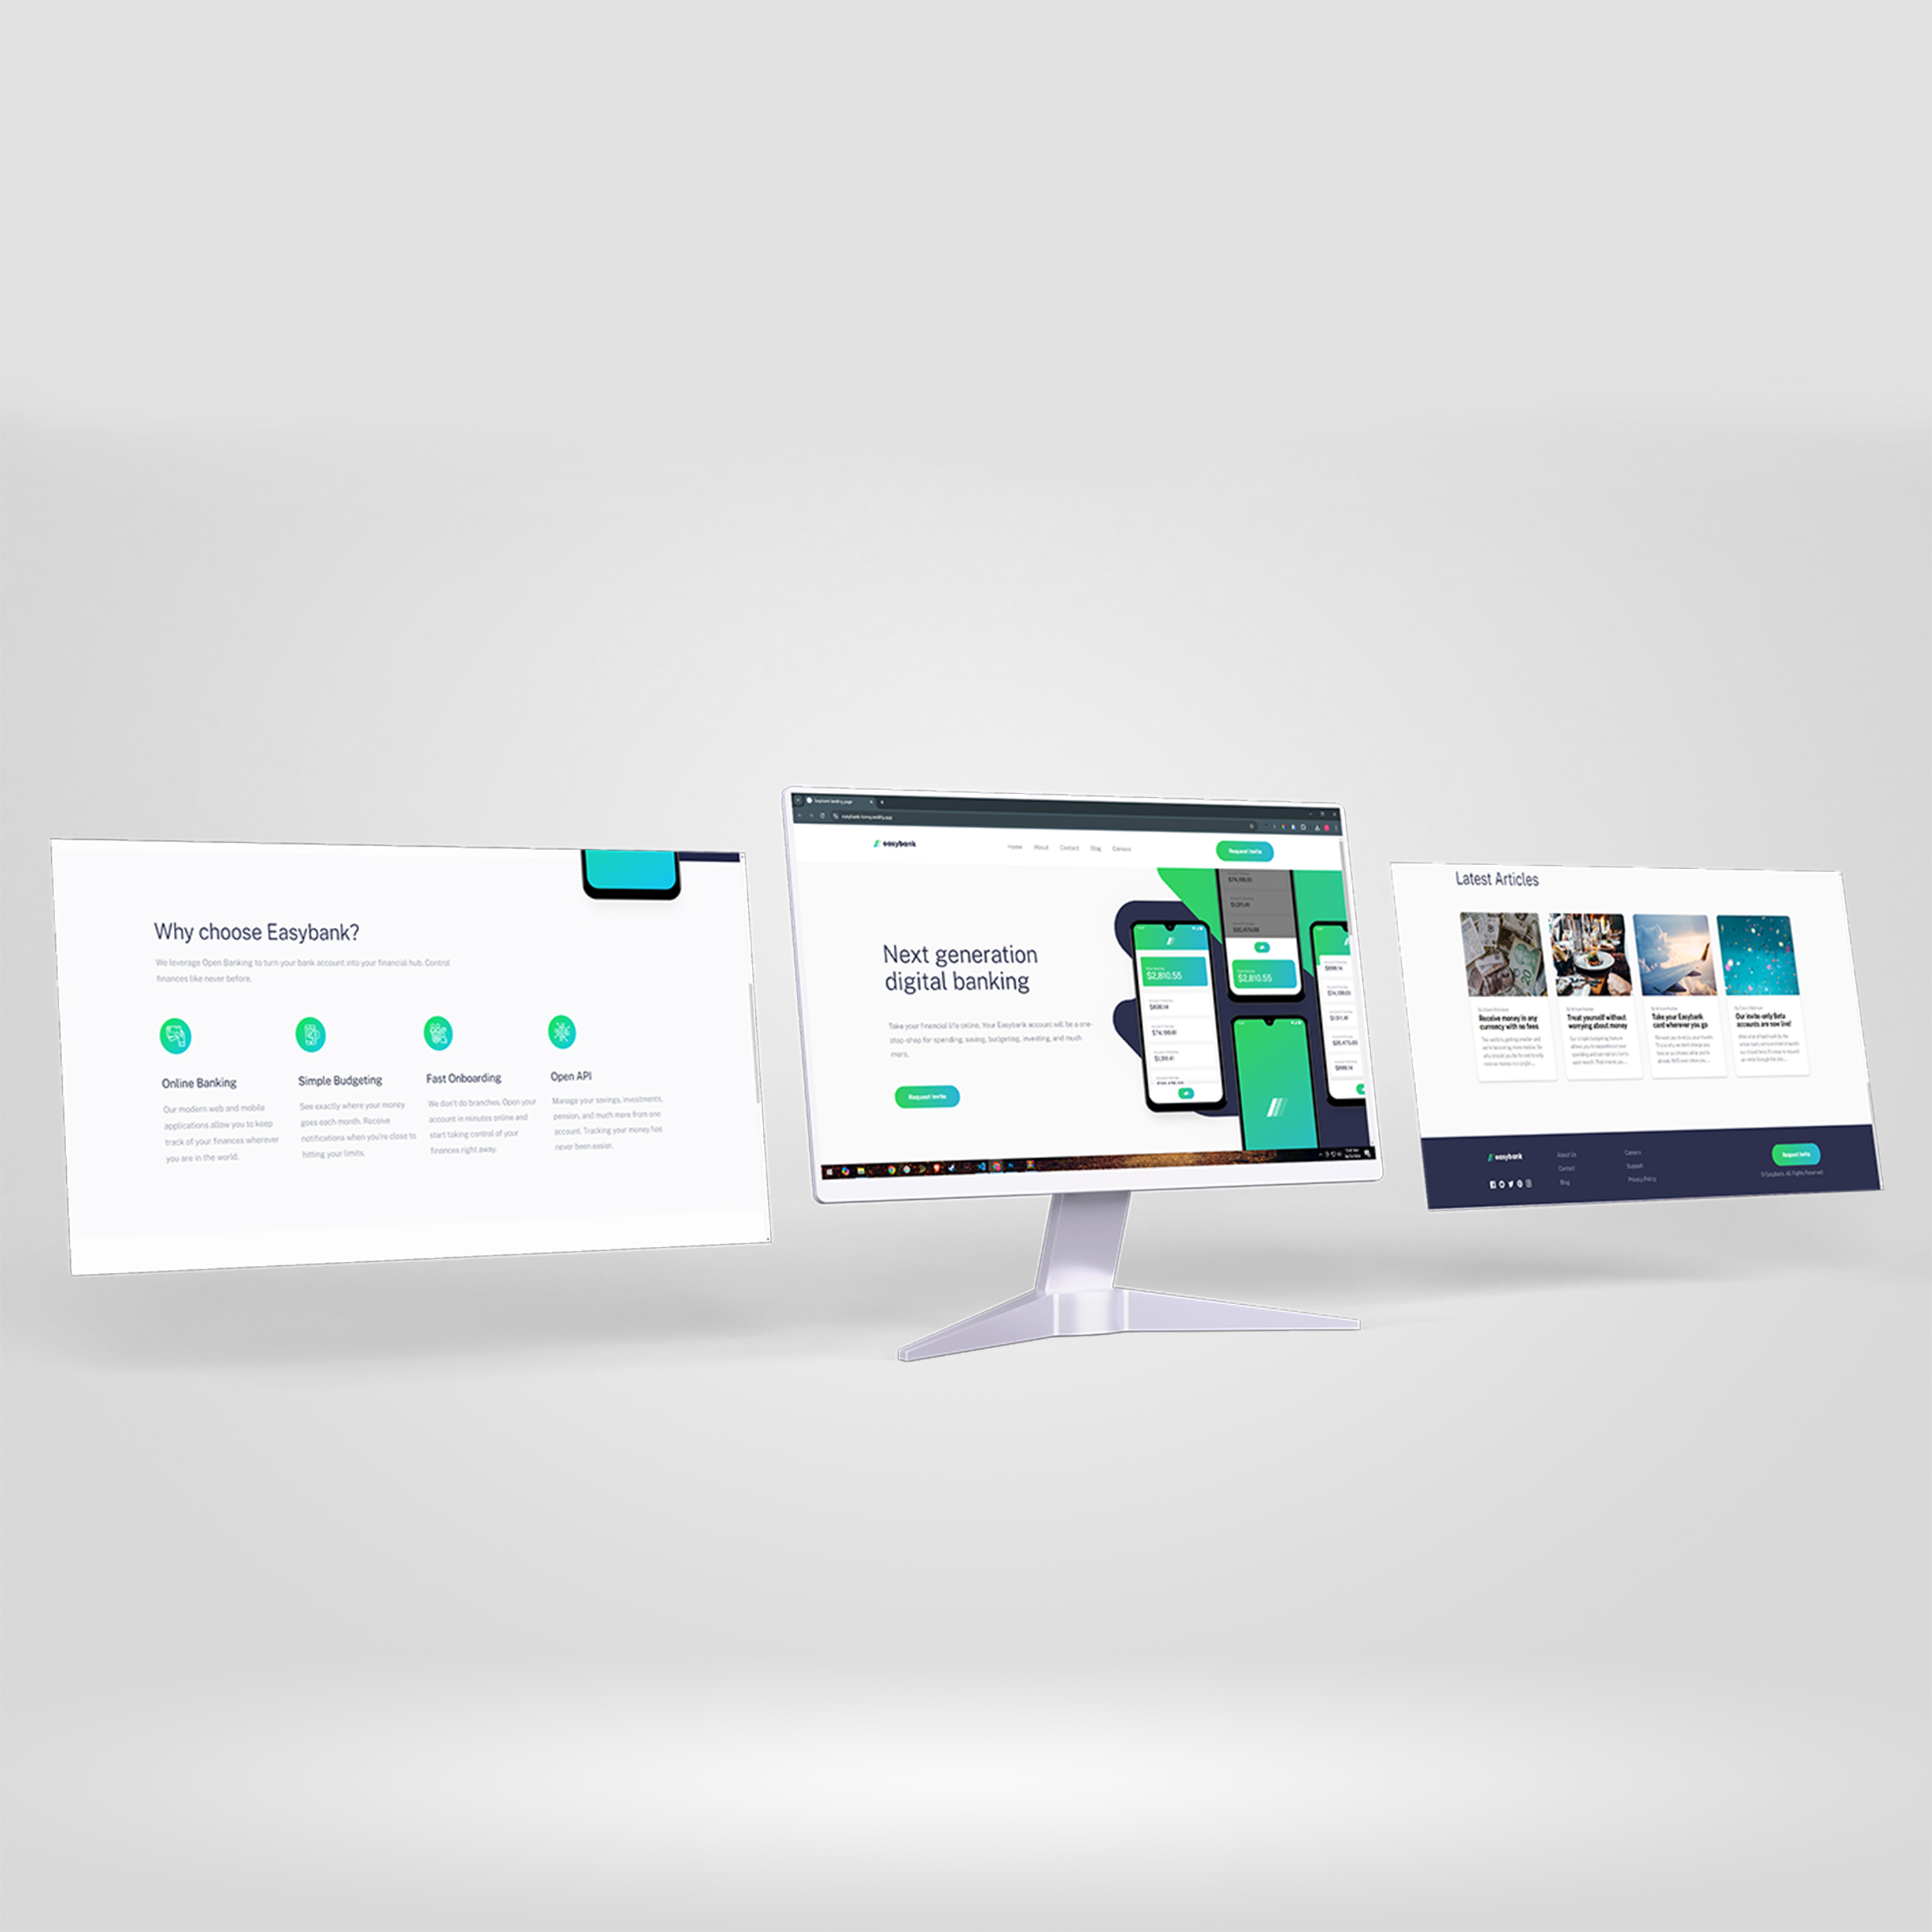 Why choose Easybank?
We leverage Open Banking to turn your bank account into your financial hub. Control
finances like never before.
Online Banking
Our modern web and mobile
applications allow you to keep
track of your finances wherever
you are in the world.
Simple Budgeting
See exactly where your money
goes each month. Receive
notifications when you're close to
hitting your limits.
Fast Onboarding
We don't do branches. Open your
account in minutes online and
start taking control of your
finances right away.
Open API
Manage your savings, investments,
pension, and much more from one
account. Tracking your money has
never been easier.
Easybank landing page
easybank
Home About Contact Blog Careers
Request Invite
Next generation
digital banking
Take your financial life online. Your Easybank account will be a one-
stop-shop for spending, saving, budgeting, investing, and much
more.
Request Invite
$2,810.55
$2,810.55
Latest Articles
Receive money in any
currency with no fees
Treat yourself without
worrying about money
Take your Easybank
card wherever you go
Our invite-only Beta
accounts are now live!
easybank
About Us
Contact
Blog
Careers
Support
Privacy Policy
Request Invite
© Easybank. All Rights Reserved